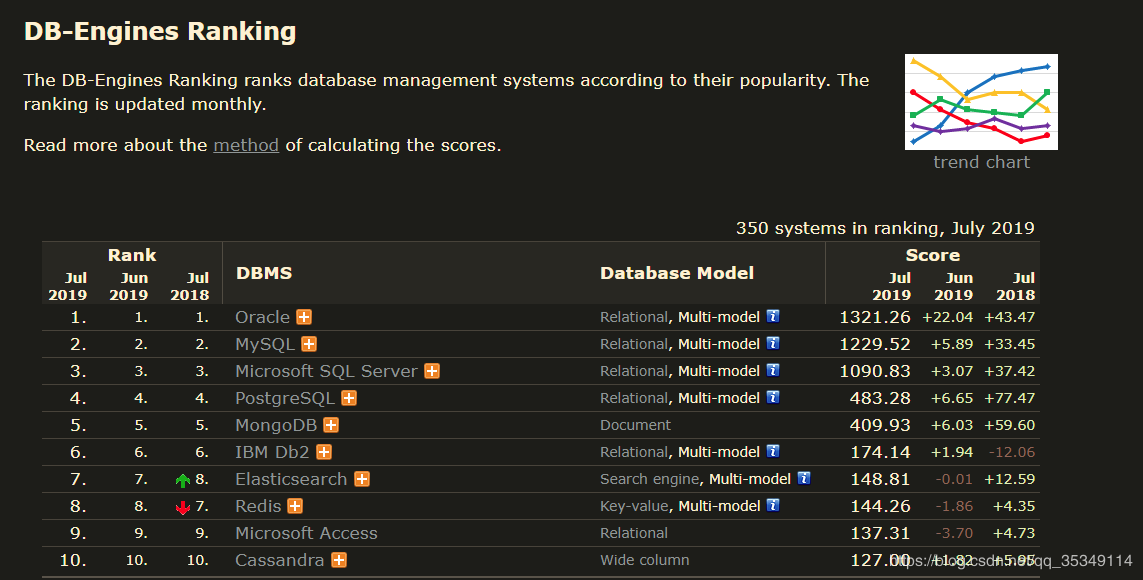 DB-Engines Ranking
The DB-Engines Ranking ranks database management systems according to their popularity. The
ranking is updated monthly.
Read more about the method of calculating the scores.
trend chart
350 systems in ranking, July 2019
Rank DBMS Database Model Score
Jul 2019 Jun 2019 Jul 2018 Jul 2019 Jun 2019 Jul 2018
1. 1. 1. Oracle Relational, Multi-model 1321.26 +22.04 +43.47
2. 2. 2. MySQL Relational, Multi-model 1229.52 +5.89 +33.45
3. 3. 3. Microsoft SQL Server Relational, Multi-model 1090.83 +3.07 +37.42
4. 4. 4. PostgreSQL Relational, Multi-model 483.28 +6.65 +77.47
5. 5. 5. MongoDB Document 409.93 +6.03 +59.60
6. 6. 6. IBM Db2 Relational, Multi-model 174.14 +1.94 -12.06
7. 7. 8. Elasticsearch Search engine, Multi-model 148.81 -0.01 +12.59
8. 8. 7. Redis Key-value, Multi-model 144.26 -1.86 +4.35
9. 9. 9. Microsoft Access Relational 137.31 -3.70 +4.73
10. 10. 10. Cassandra Wide column 127.00 +1.82 +5.95
https://blog.csdn.net/qq_35349114